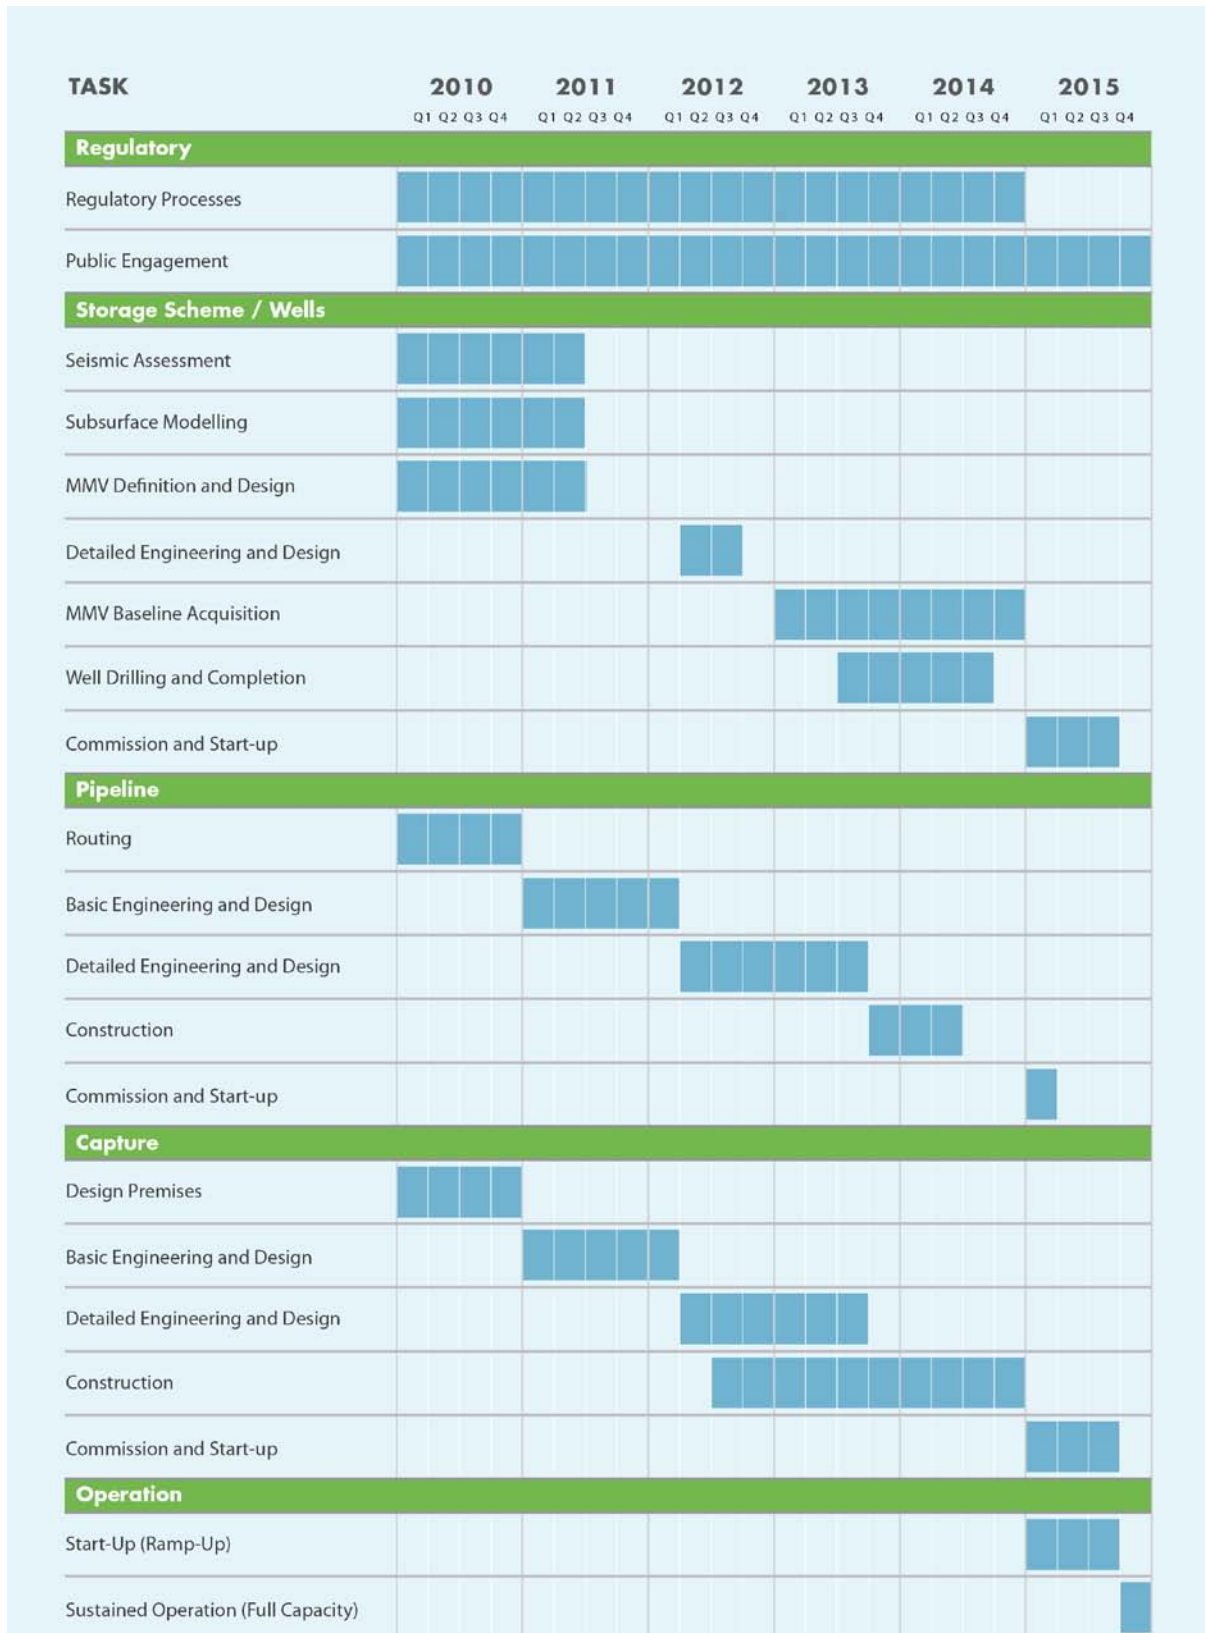 TASK 2010 2011 2012 2013 2014 2015
Q1 Q2 Q3 Q4 Q1 Q2 Q3 Q4 Q1 Q2 Q3 Q4 Q1 Q2 Q3 Q4 Q1 Q2 Q3 Q4 Q1 Q2 Q3 Q4
Regulatory
Regulatory Processes
Public Engagement
Storage Scheme / Wells
Seismic Assessment
Subsurface Modelling
MMV Definition and Design
Detailed Engineering and Design
MMV Baseline Acquisition
Well Drilling and Completion
Commission and Start-up
Pipeline
Routing
Basic Engineering and Design
Detailed Engineering and Design
Construction
Commission and Start-up
Capture
Design Premises
Basic Engineering and Design
Detailed Engineering and Design
Construction
Commission and Start-up
Operation
Start-Up (Ramp-Up)
Sustained Operation (Full Capacity)